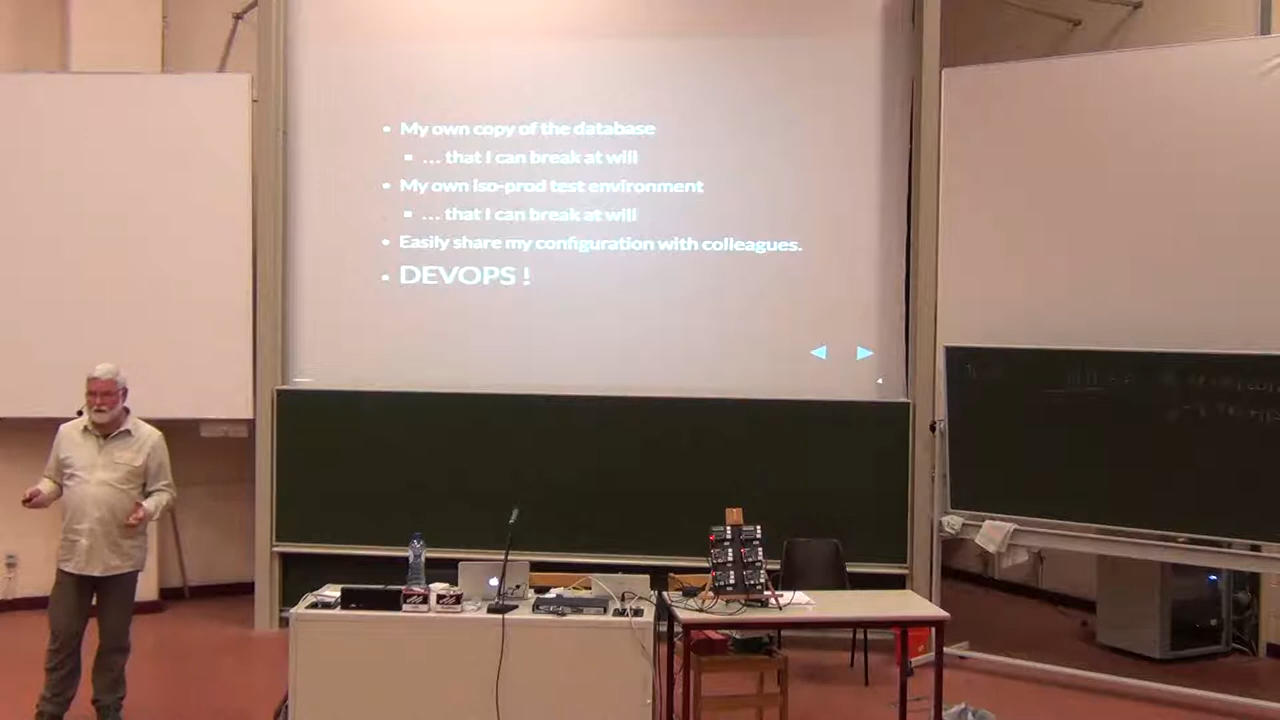 • My own copy of the database
▪ … that I can break at will
• My own iso-prod test environment
▪ … that I can break at will
• Easily share my configuration with colleagues.
• DEVOPS !